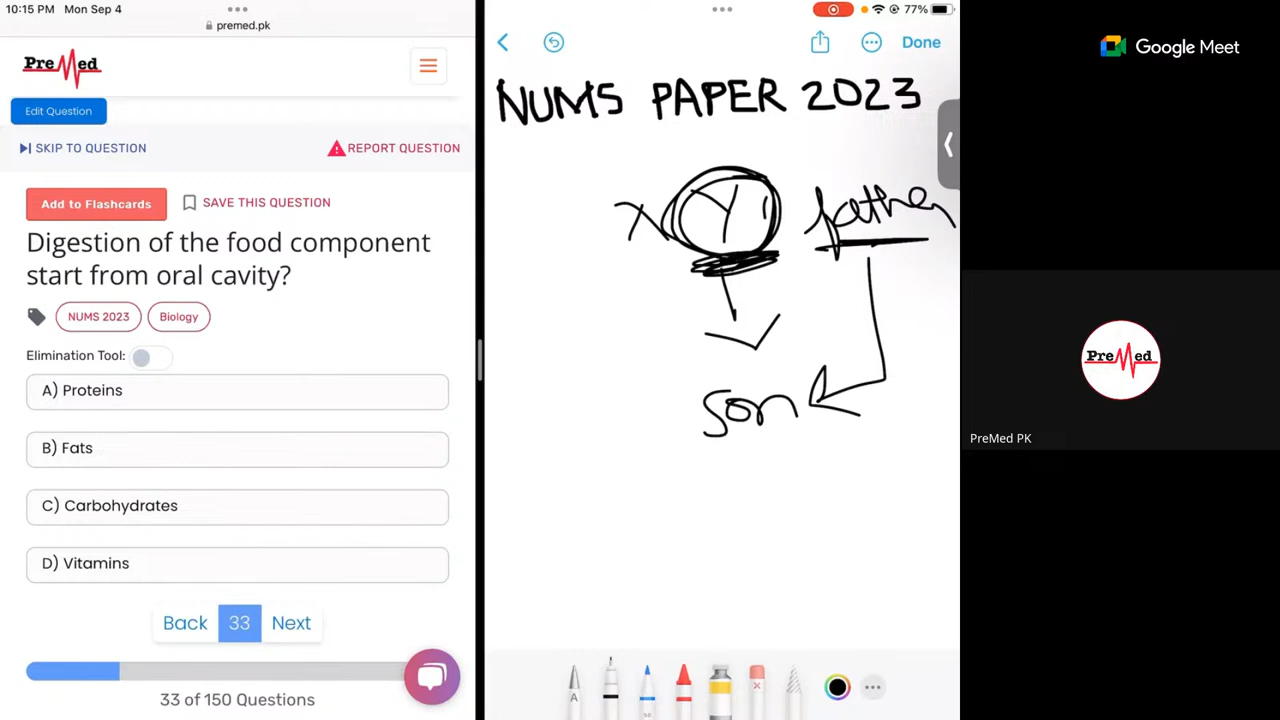 10:15 PM Mon Sep 4
premed.pk
PreMed
Edit Question
SKIP TO QUESTION
REPORT QUESTION
Add to Flashcards
SAVE THIS QUESTION
Digestion of the food component
start from oral cavity?
NUMS 2023
Biology
Elimination Tool:
A) Proteins
B) Fats
C) Carbohydrates
D) Vitamins
Back
33
Next
33 of 150 Questions
77%
Done
NUMS PAPER 2023
X Y father
son
A
Google Meet
PreMed
PreMed PK